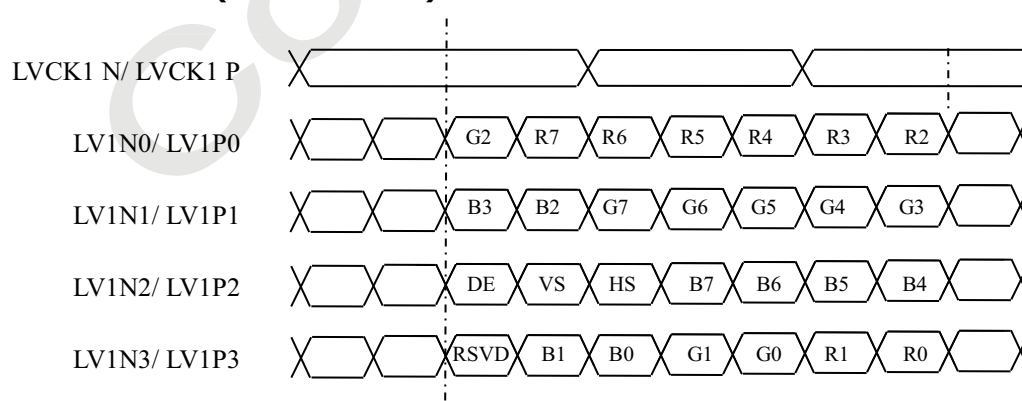 LVCK1 N/ LVCK1 P
LV1N0/ LV1P0 G2 R7 R6 R5 R4 R3 R2
LV1N1/ LV1P1 B3 B2 G7 G6 G5 G4 G3
LV1N2/ LV1P2 DE VS HS B7 B6 B5 B4
LV1N3/ LV1P3 RSVD B1 B0 G1 G0 R1 R0